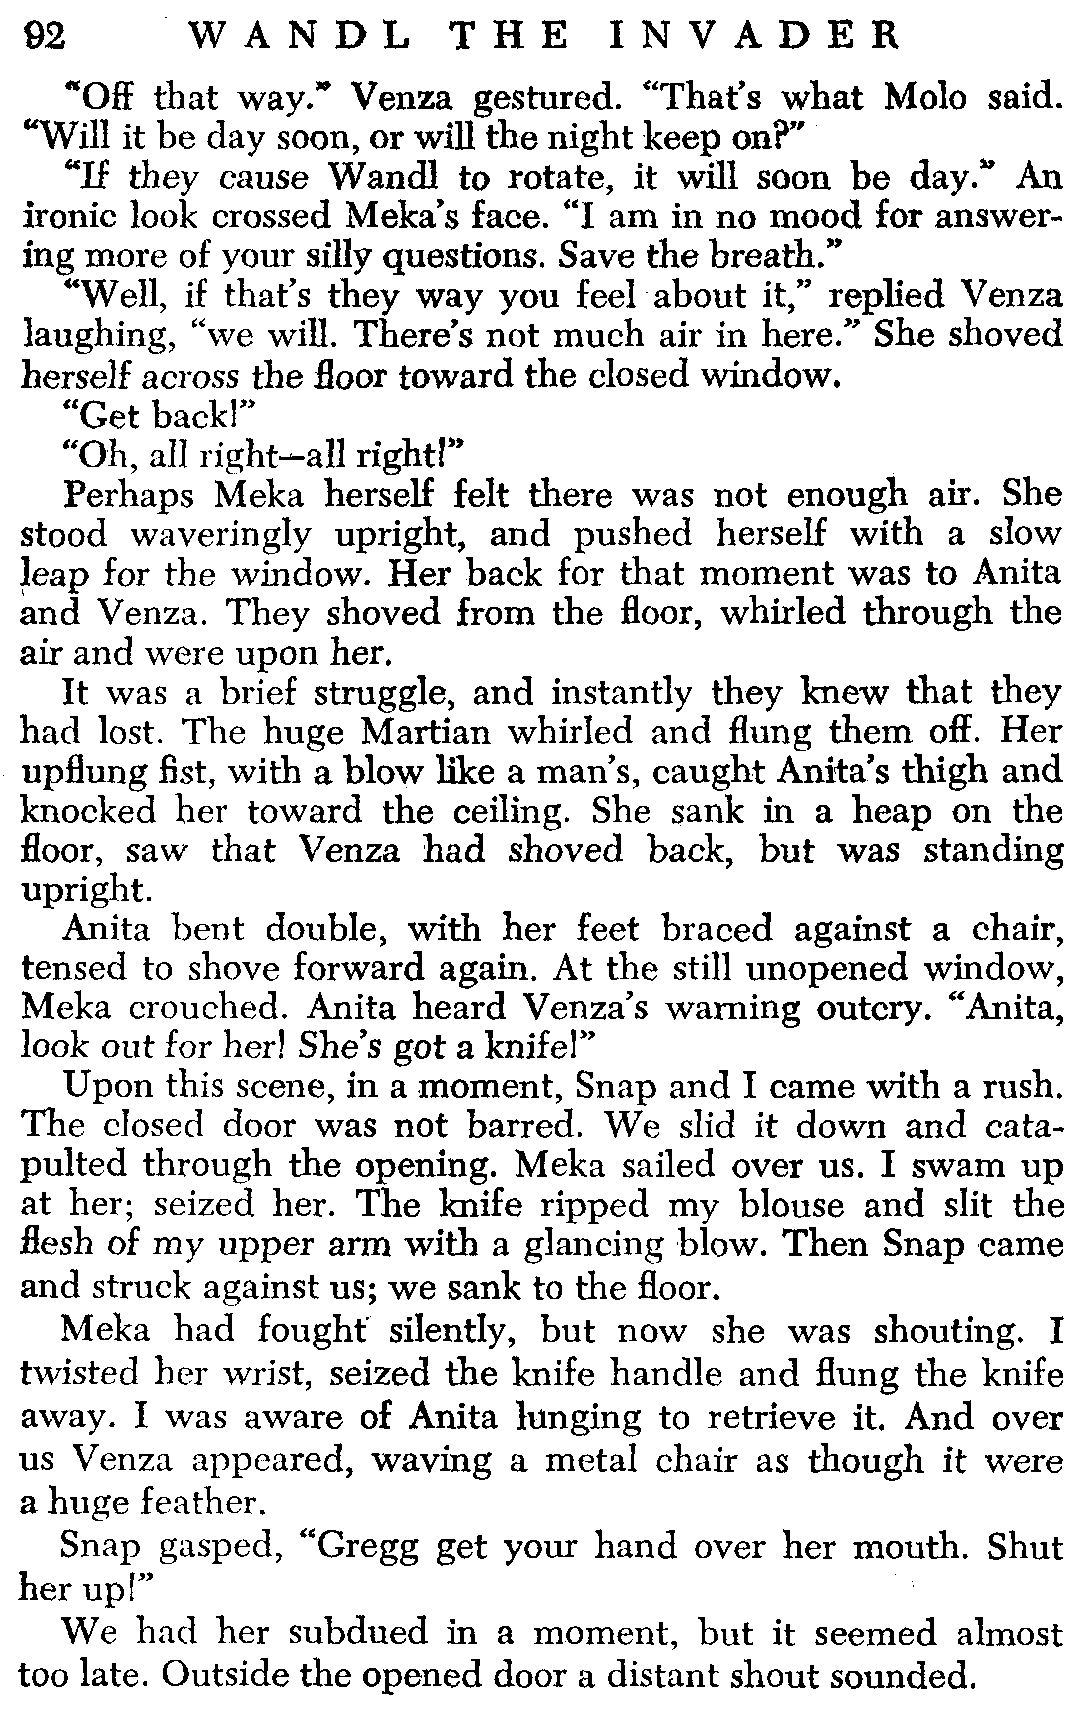 92 WANDL THE INVADER
“Off that way.” Venza gestured. “That’s what Molo said.
“Will it be day soon, or will the night keep on?”
“If they cause Wandl to rotate, it will soon be day.” An
ironic look crossed Meka’s face. “I am in no mood for answer-
ing more of your silly questions. Save the breath.”
“Well, if that’s they way you feel about it,” replied Venza
laughing, “we will. There’s not much air in here.” She shoved
herself across the floor toward the closed window.
“Get back!”
“Oh, all right—all right!”
Perhaps Meka herself felt there was not enough air. She
stood waveringly upright, and pushed herself with a slow
leap for the window. Her back for that moment was to Anita
and Venza. They shoved from the floor, whirled through the
air and were upon her.
It was a brief struggle, and instantly they knew that they
had lost. The huge Martian whirled and flung them off. Her
upflung fist, with a blow like a man’s, caught Anita’s thigh and
knocked her toward the ceiling. She sank in a heap on the
floor, saw that Venza had shoved back, but was standing
upright.
Anita bent double, with her feet braced against a chair,
tensed to shove forward again. At the still unopened window,
Meka crouched. Anita heard Venza’s warning outcry. “Anita,
look out for her! She’s got a knife!”
Upon this scene, in a moment, Snap and I came with a rush.
The closed door was not barred. We slid it down and cata-
pulted through the opening. Meka sailed over us. I swam up
at her; seized her. The knife ripped my blouse and slit the
flesh of my upper arm with a glancing blow. Then Snap came
and struck against us; we sank to the floor.
Meka had fought silently, but now she was shouting. I
twisted her wrist, seized the knife handle and flung the knife
away. I was aware of Anita lunging to retrieve it. And over
us Venza appeared, waving a metal chair as though it were
a huge feather.
Snap gasped, “Gregg get your hand over her mouth. Shut
her up!”
We had her subdued in a moment, but it seemed almost
too late. Outside the opened door a distant shout sounded.